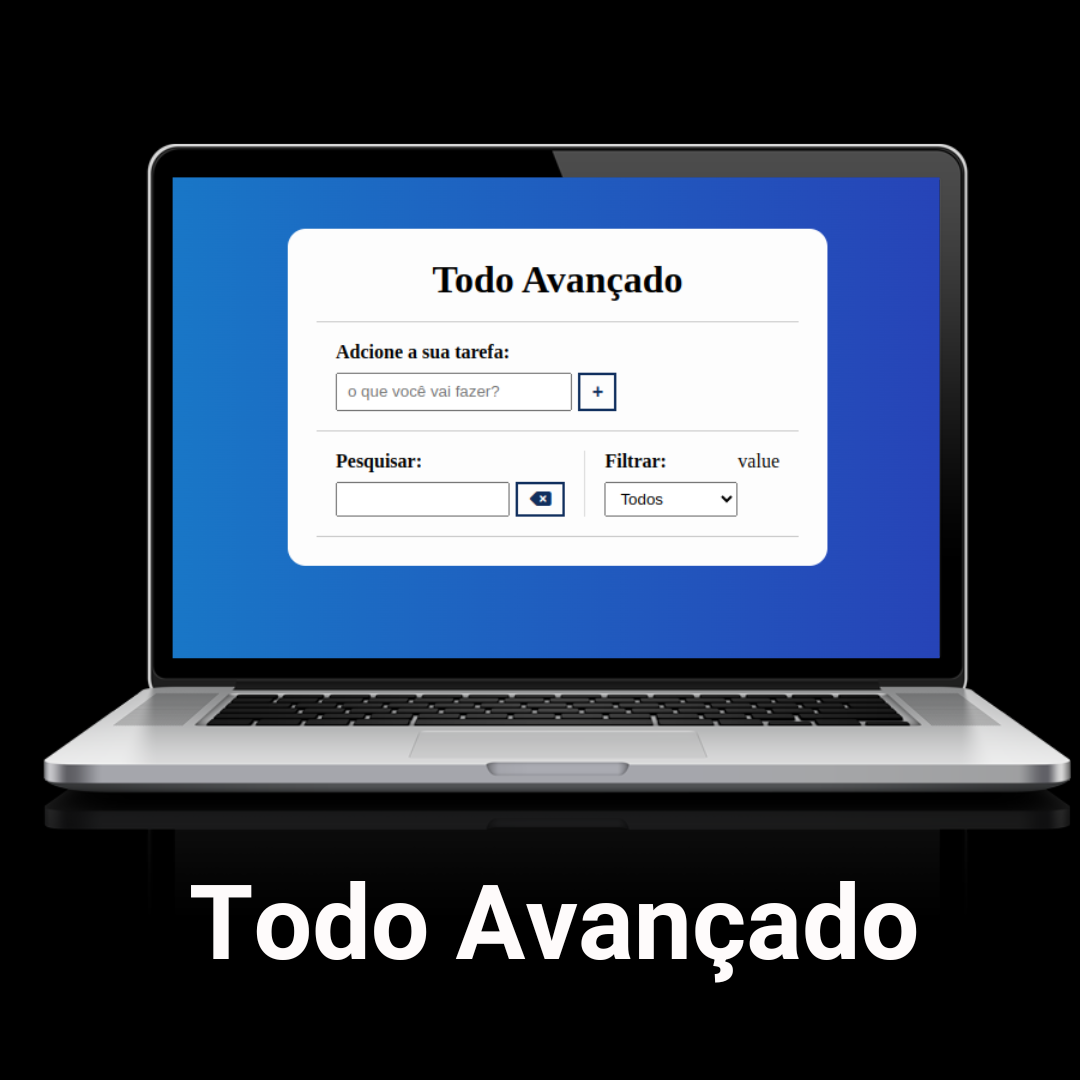 Todo Avançado
Adcione a sua tarefa:
o que você vai fazer?
+
Pesquisar:
Filtrar:
value
Todos
Todo Avançado